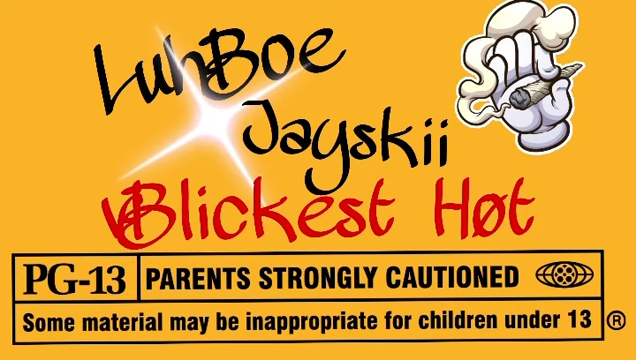 LuhBoe
Jayskii
Blickest Høt
PG-13 PARENTS STRONGLY CAUTIONED
Some material may be inappropriate for children under 13 ®